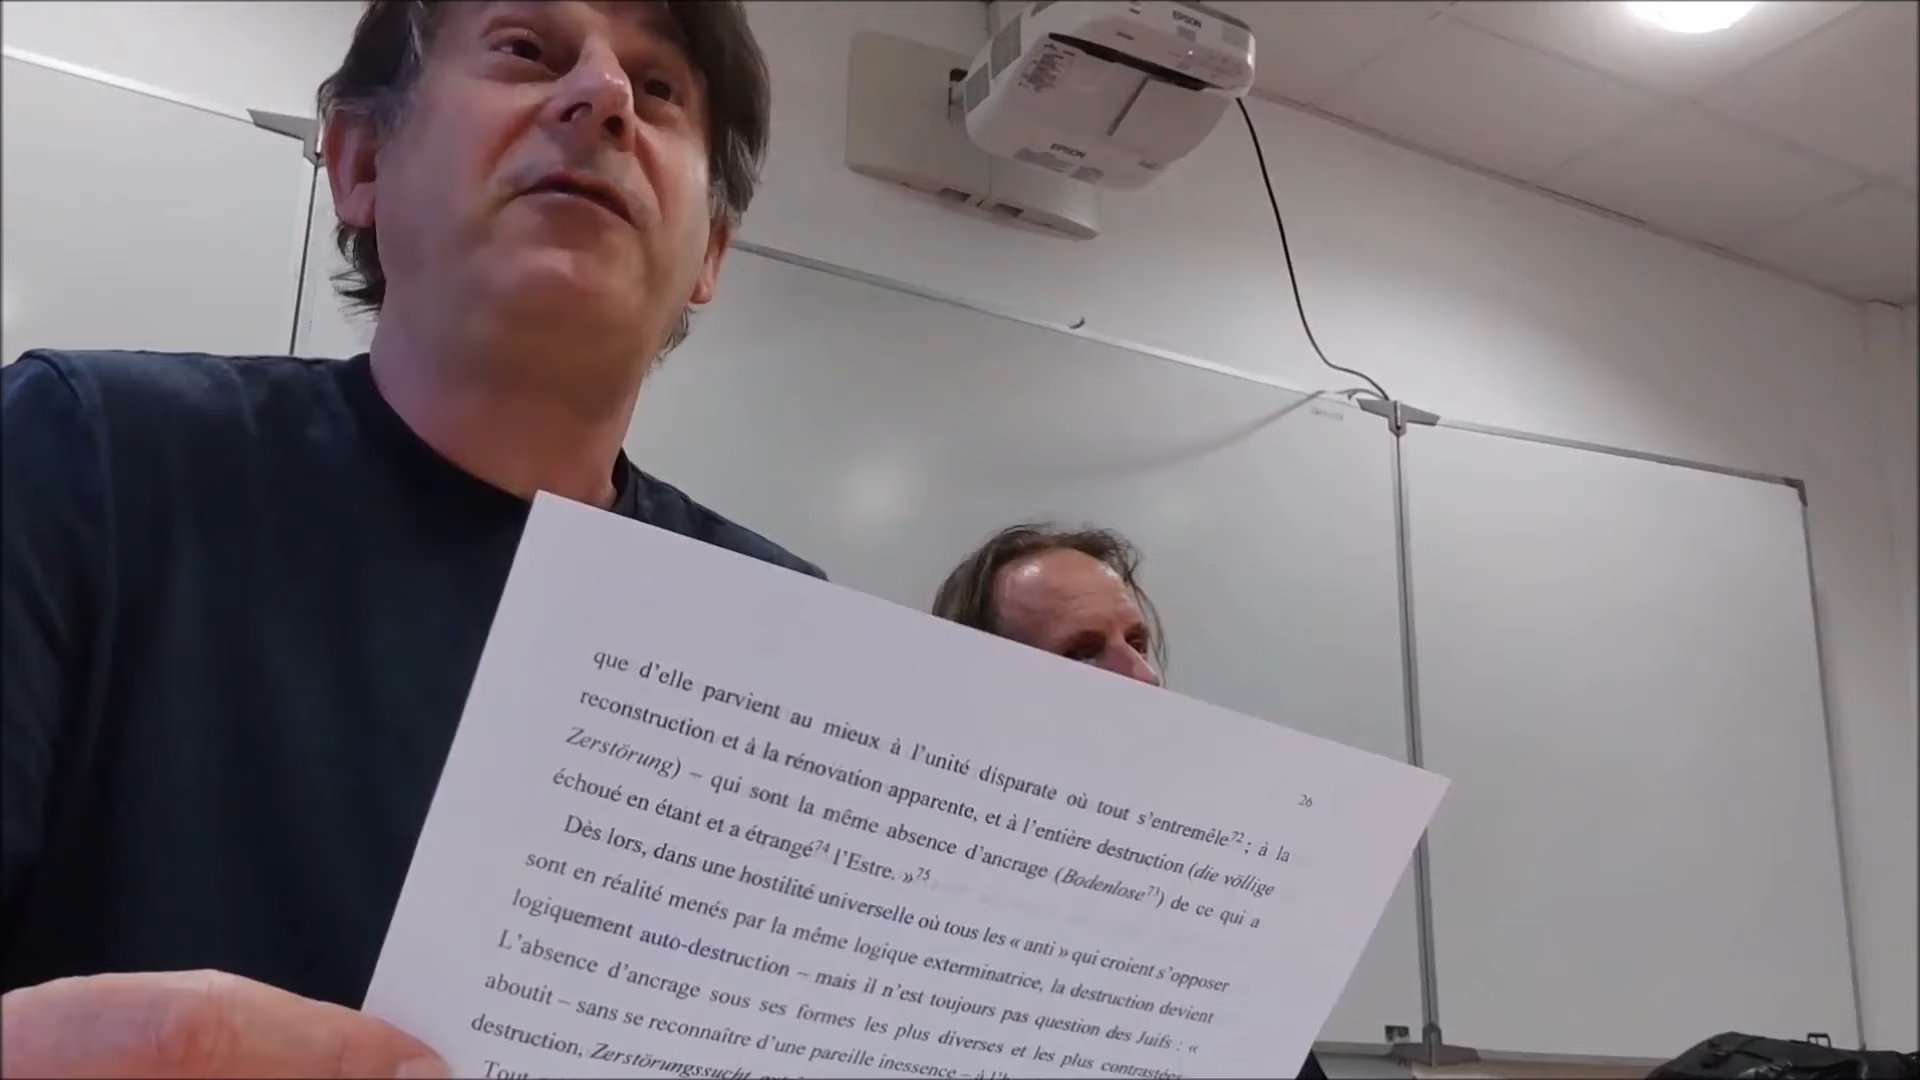 EPSON
EPSON
26
que d'elle parvient au mieux à l'unité disparate où tout s'entremêle72 ; à la
reconstruction et à la rénovation apparente, et à l'entière destruction (die völlige
Zerstörung) – qui sont la même absence d'ancrage (Bodenlose73) de ce qui a
échoué en étant et a étrangé74 l'Estre. »75
Dès lors, dans une hostilité universelle où tous les « anti » qui croient s'opposer
sont en réalité menés par la même logique exterminatrice, la destruction devient
logiquement auto-destruction – mais il n'est toujours pas question des Juifs : «
L'absence d'ancrage sous ses formes les plus diverses et les plus contrastées
aboutit – sans se reconnaître d'une pareille inessence – à
destruction, Zerstörungssucht
Tout